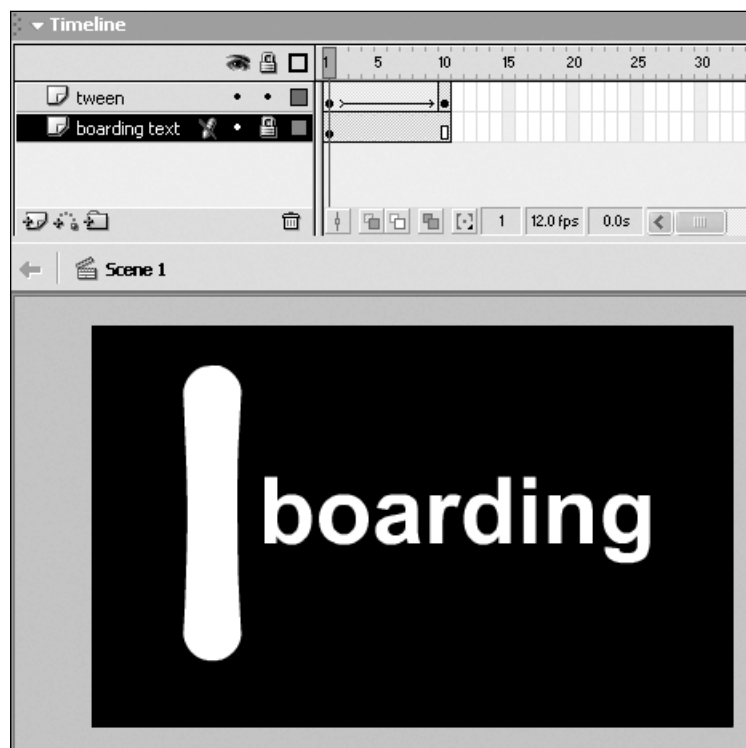 Timeline
1 5 10 15 20 25 30
tween
boarding text
1 12.0 fps 0.0s
Scene 1
boarding